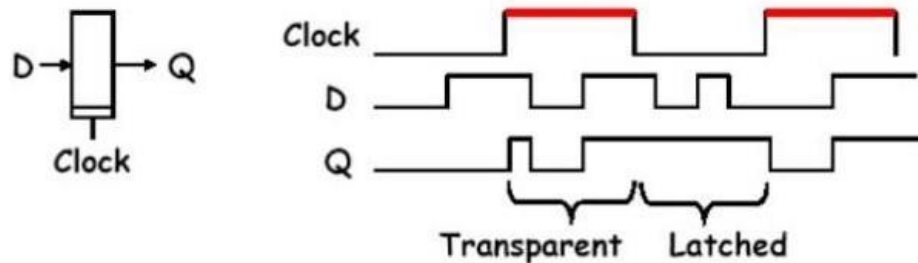 D
Q
Clock
Clock
D
Q
Transparent
Latched